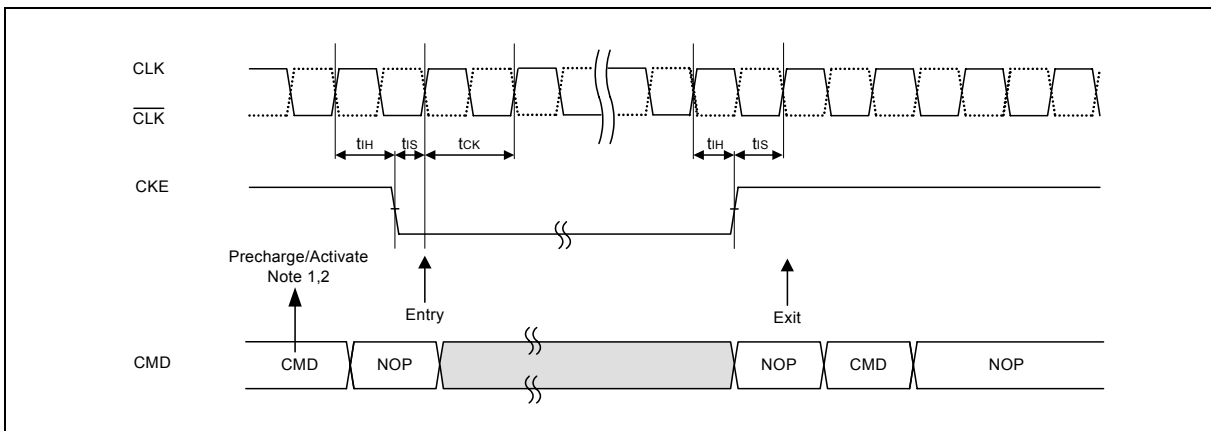 CLK
CLK
tIH tIS tCK tIH tIS
CKE
Precharge/Activate
Note 1,2
Entry
Exit
CMD
CMD NOP NOP CMD NOP